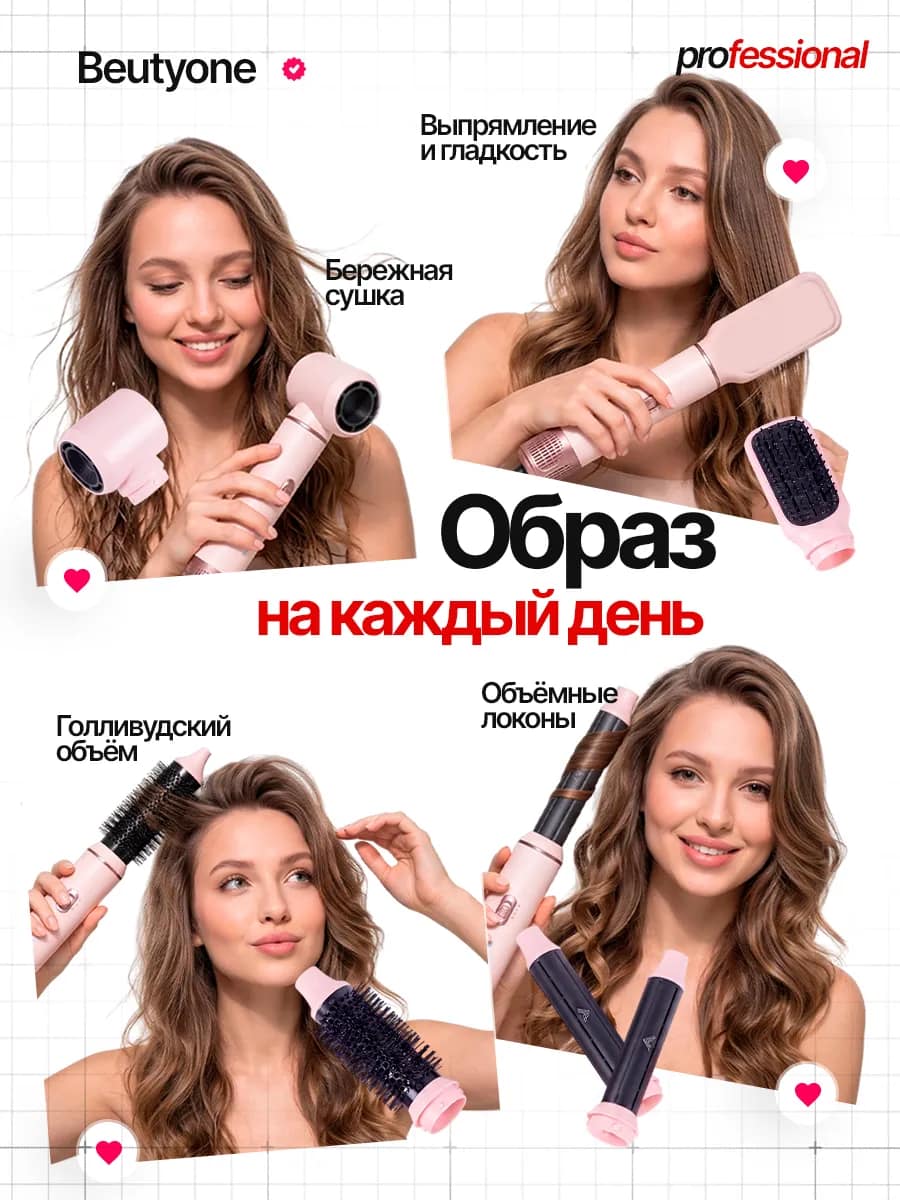 Beutyone
professional
Выпрямление
и гладкость
Бережная
сушка
Образ
на каждый день
Голливудский
объём
Объёмные
локоны